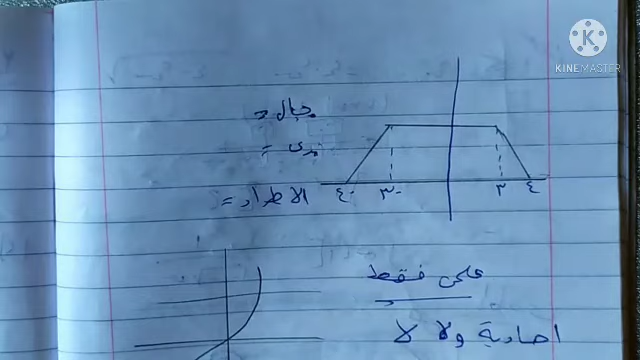 KINEMASTER
مجال =
مدى =
الاطراد =
٤- ٣- ٣ ٤
على فقط
احادية ولا لا